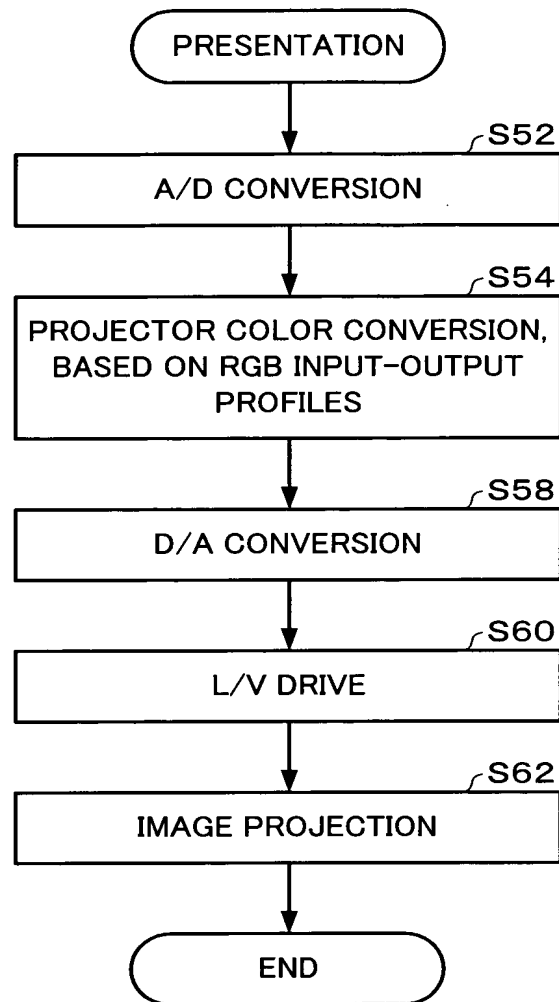 PRESENTATION
S52
A/D CONVERSION
S54
PROJECTOR COLOR CONVERSION,
BASED ON RGB INPUT-OUTPUT
PROFILES
S58
D/A CONVERSION
S60
L/V DRIVE
S62
IMAGE PROJECTION
END